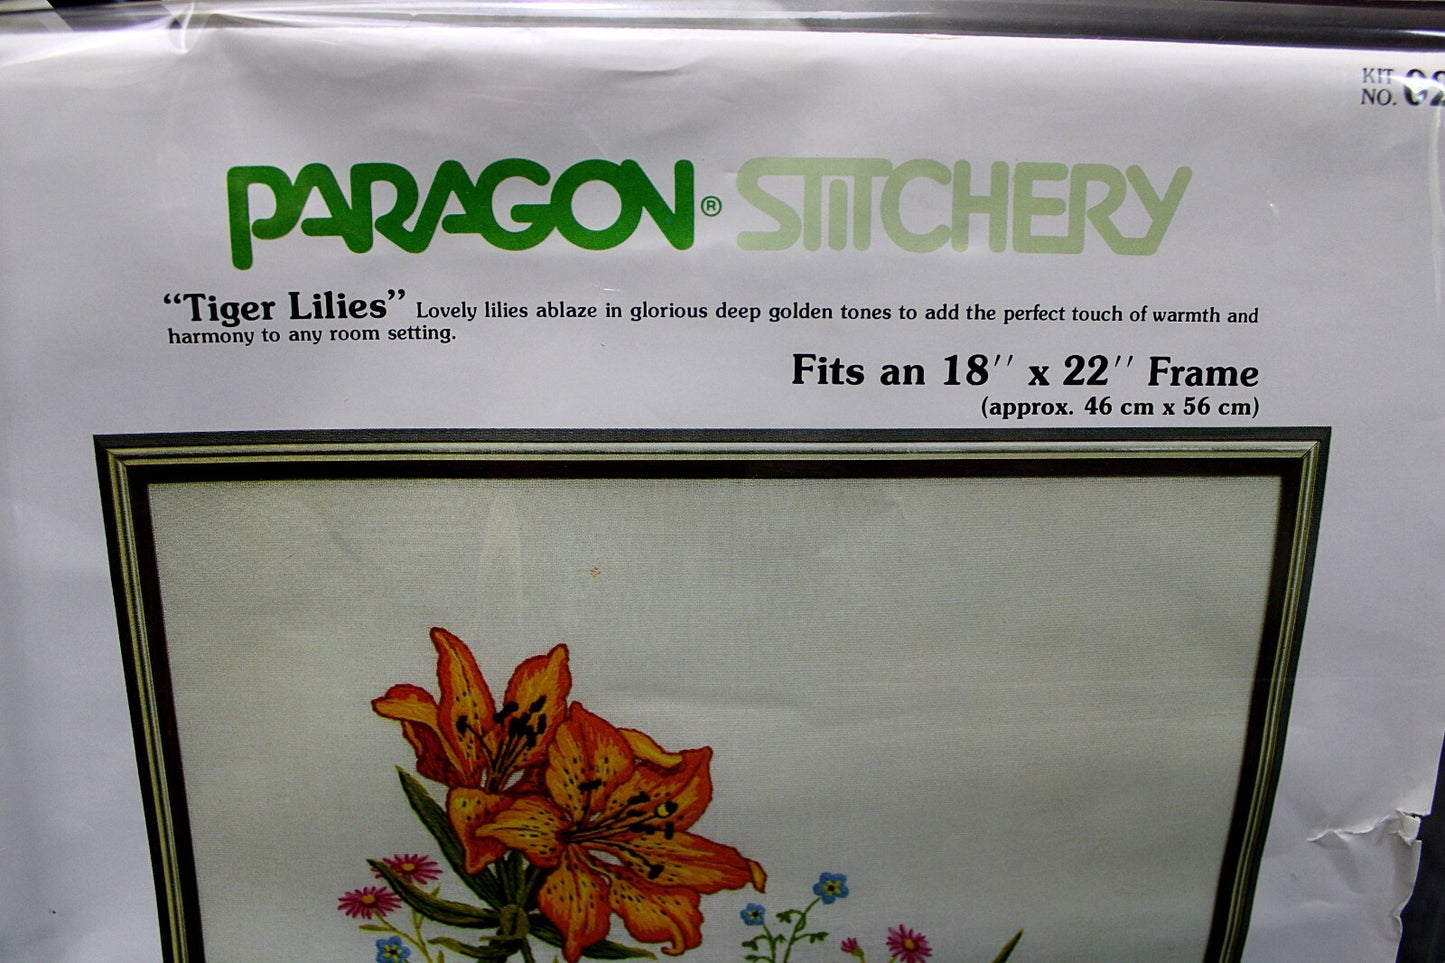 KIT
NO. 02
PARAGON® STITCHERY
“Tiger Lilies” Lovely lilies ablaze in glorious deep golden tones to add the perfect touch of warmth and
harmony to any room setting.
Fits an 18″ x 22″ Frame
(approx. 46 cm x 56 cm)